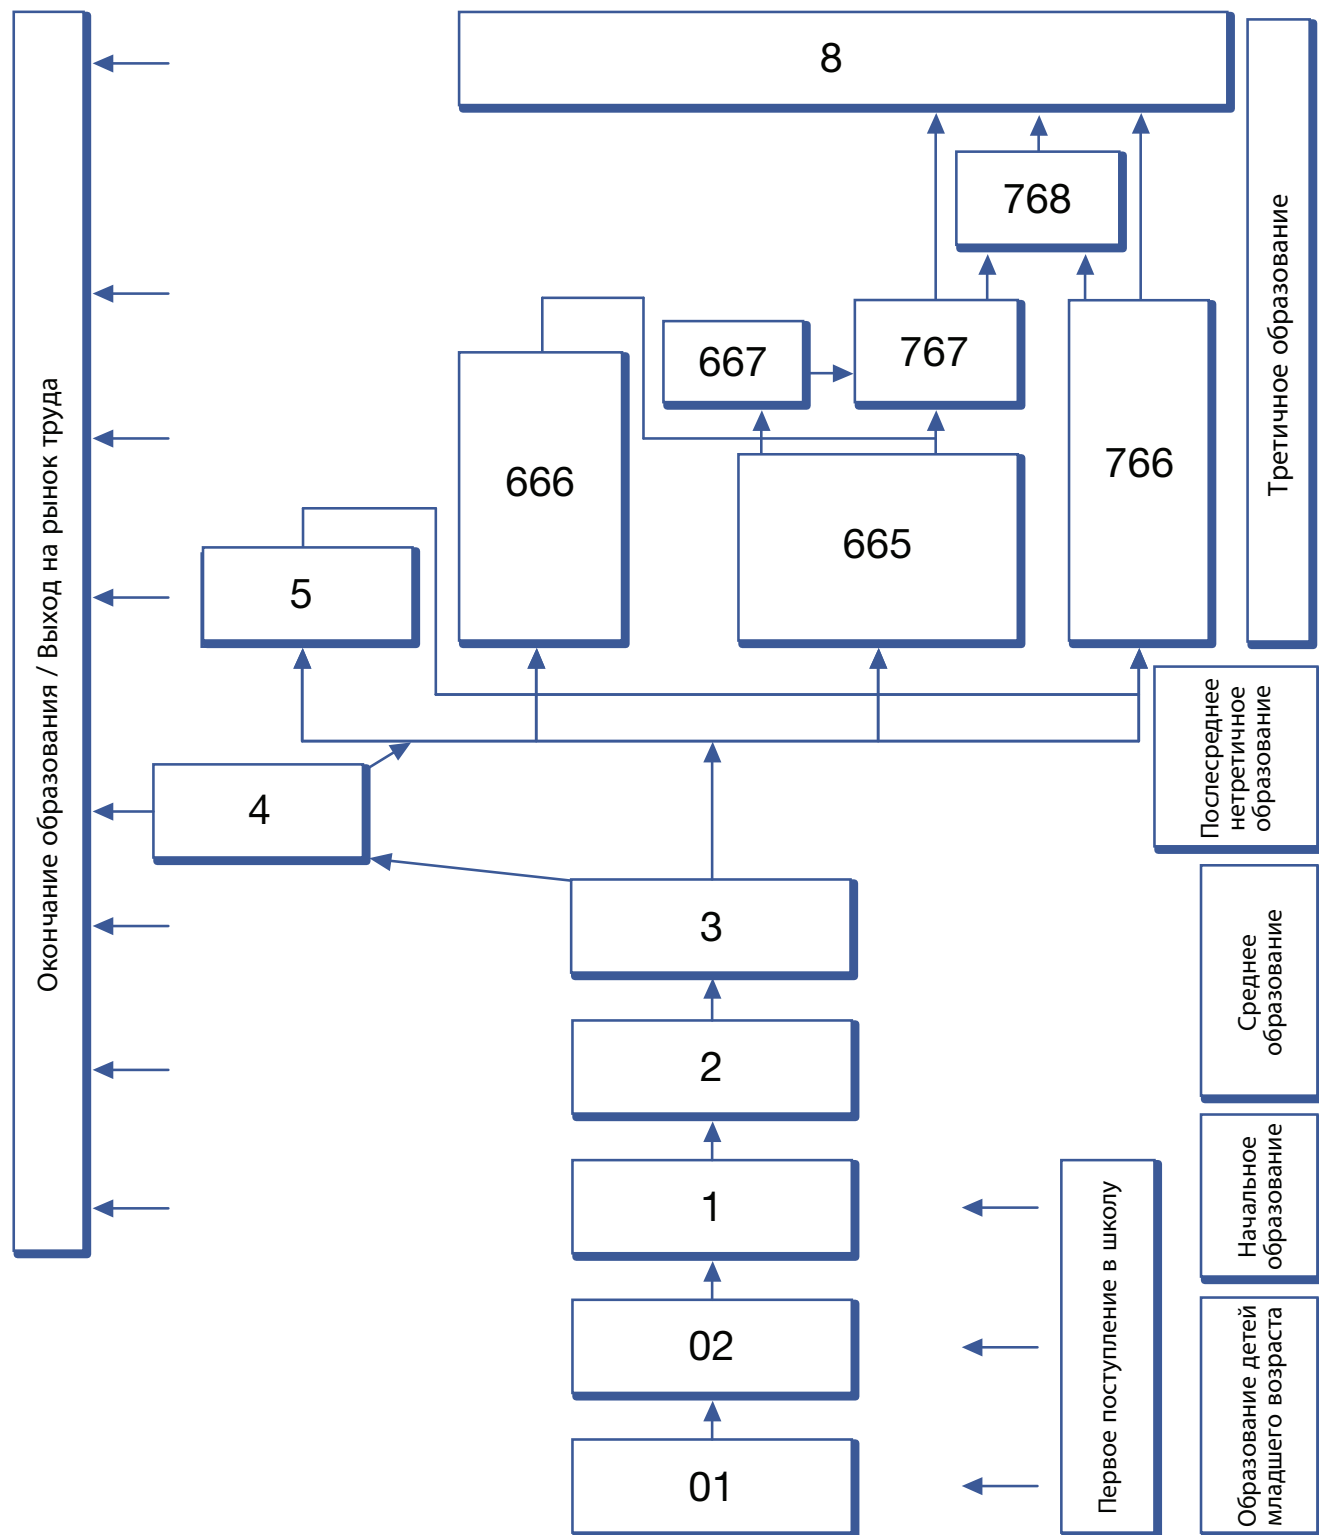 8
768
667
767
666
766
665
5
4
3
2
1
02
01
Окончание образования / Выход на рынок труда
Первое поступление в школу
Третичное образование
Послесреднее
нетретичное
образование
Среднее
образование
Начальное
образование
Образование детей
младшего возраста